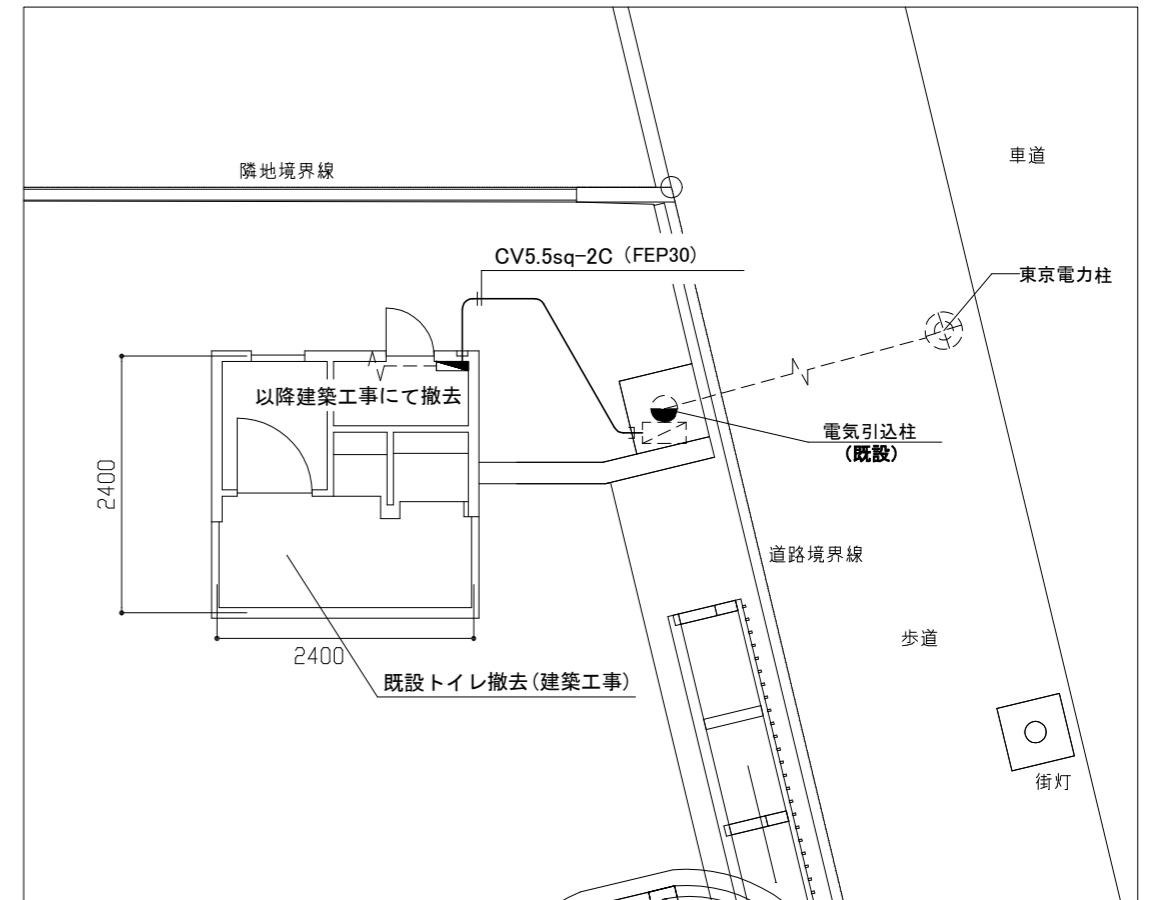 車道
隣地境界線
CV5.5sq-2C（FEP30）
東京電力柱
以降建築工事にて撤去
電気引込柱
（既設）
2400
道路境界線
歩道
2400
既設トイレ撤去(建築工事)
街灯